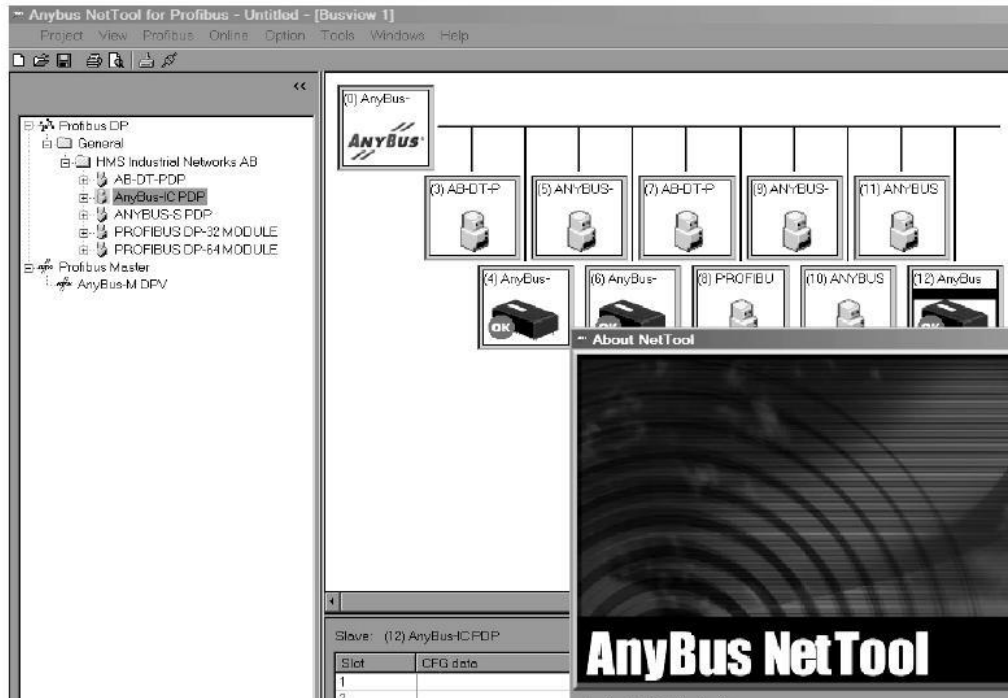 Anybus NetTool for Profibus - Untitled - [Busview 1]
Project View Profibus Online Option Tools Windows Help
<<
Profibus DP
General
HMS Industrial Networks AB
AB-DT-PDP
AnyBus-IC PDP
ANYBUS-S PDP
PROFIBUS DP-32 MODULE
PROFIBUS DP-64 MODULE
Profibus Master
AnyBus-M DPV
(0) AnyBus-
ANYBUS
(3) AB-DT-P
(5) ANYBUS-
(7) AB-DT-P
(9) ANYBUS-
(11) ANYBUS
(4) AnyBus-
(6) AnyBus-
(8) PROFIBU
(10) ANYBUS
(12) AnyBus
OK
OK
About NetTool
AnyBus NetTool
Slave: (12) AnyBus-IC PDP
Slot CFG data
1